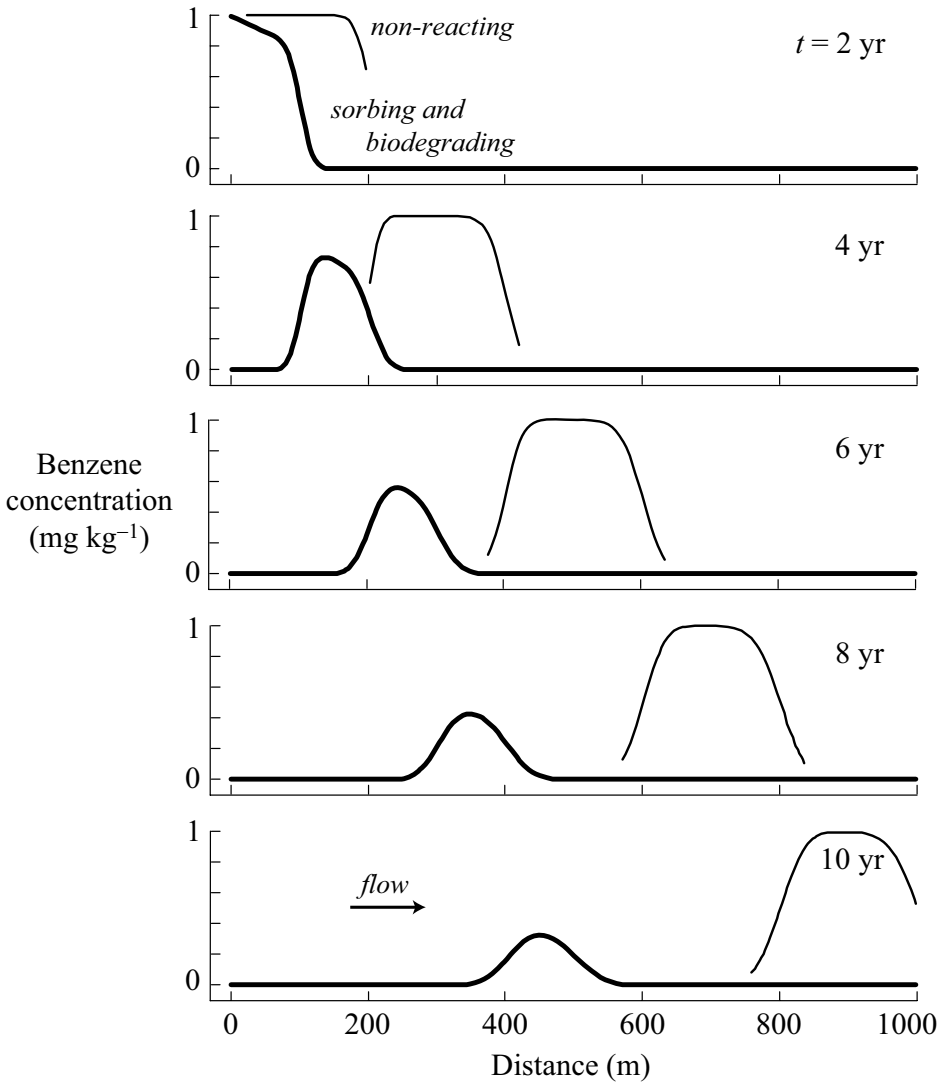 1
non-reacting
t = 2 yr
sorbing and
biodegrading
0
1
4 yr
0
1
6 yr
Benzene
concentration
(mg kg⁻¹)
0
1
8 yr
0
1
10 yr
flow
0
0 200 400 600 800 1000
Distance (m)